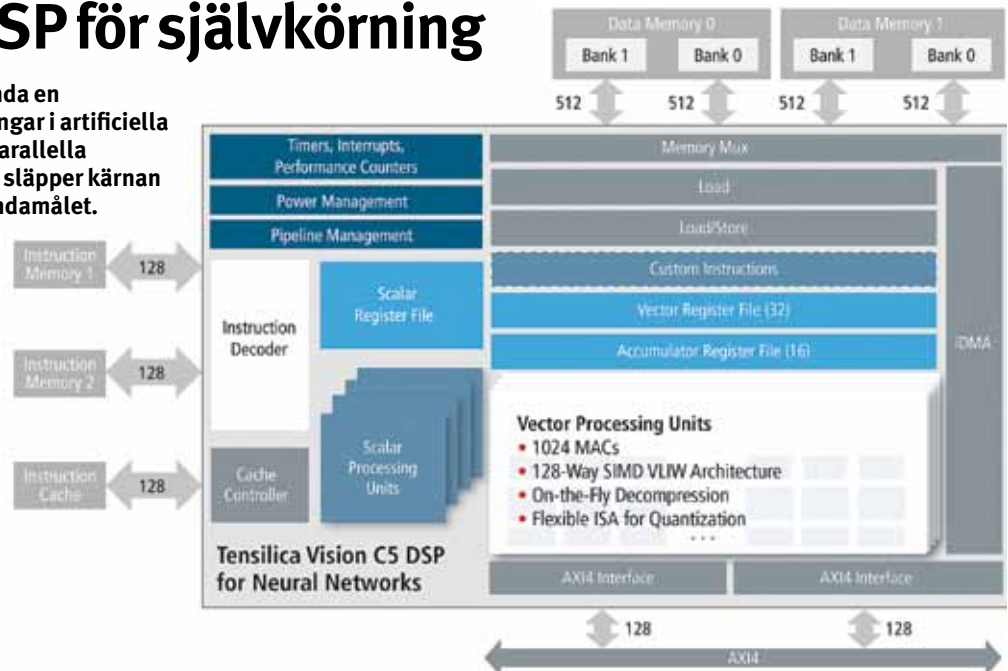 SP för självkörning
nda en
ngar i artificiella
arallella
släpper kärnan
ndamålet.
Data Memory 0
Bank 1
Bank 0
Data Memory 1
Bank 1
Bank 0
512
512
512
512
Timers, Interrupts,
Performance Counters
Power Management
Pipeline Management
Memory Mux
Load
Load/Store
Custom Instructions
Vector Register File (32)
Accumulator Register File (16)
iDMA
Instruction
Memory 1
128
Instruction
Memory 2
128
Instruction
Cache
128
Instruction
Decoder
Scalar
Register File
Cache
Controller
Scalar
Processing
Units
Vector Processing Units
• 1024 MACs
• 128-Way SIMD VLIW Architecture
• On-the-Fly Decompression
• Flexible ISA for Quantization
...
Tensilica Vision C5 DSP
for Neural Networks
AXI4 Interface
AXI4 Interface
128
128
AXI4